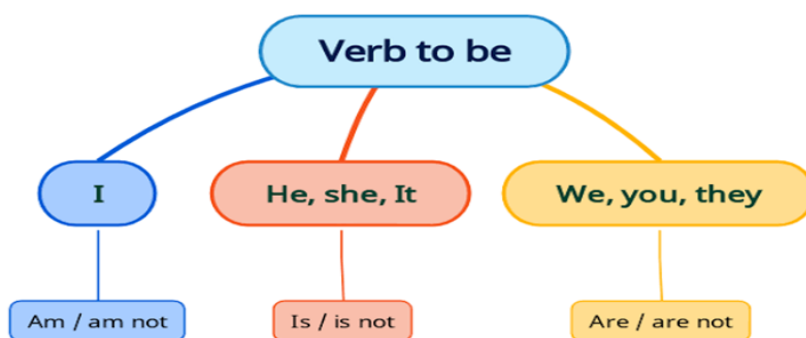 Verb to be
I
He, she, It
We, you, they
Am / am not
Is / is not
Are / are not